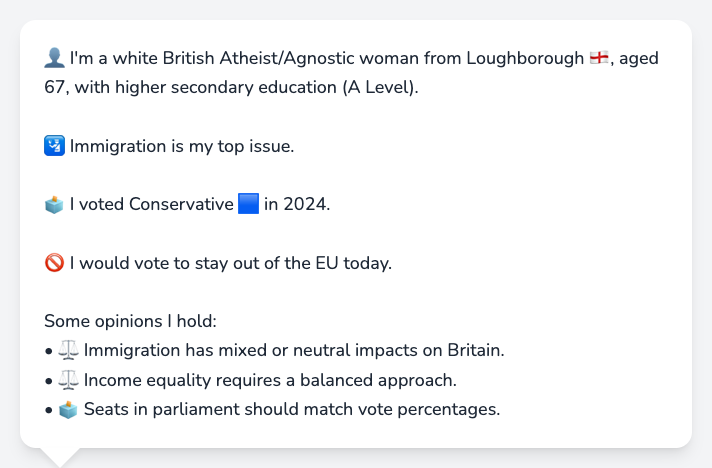 👤 I'm a white British Atheist/Agnostic woman from Loughborough 🏴󠁧󠁢󠁥󠁮󠁧󠁿, aged
67, with higher secondary education (A Level).
🛂 Immigration is my top issue.
🗳️ I voted Conservative 🟦 in 2024.
🚫 I would vote to stay out of the EU today.
Some opinions I hold:
• ⚖️ Immigration has mixed or neutral impacts on Britain.
• ⚖️ Income equality requires a balanced approach.
• 🗳️ Seats in parliament should match vote percentages.